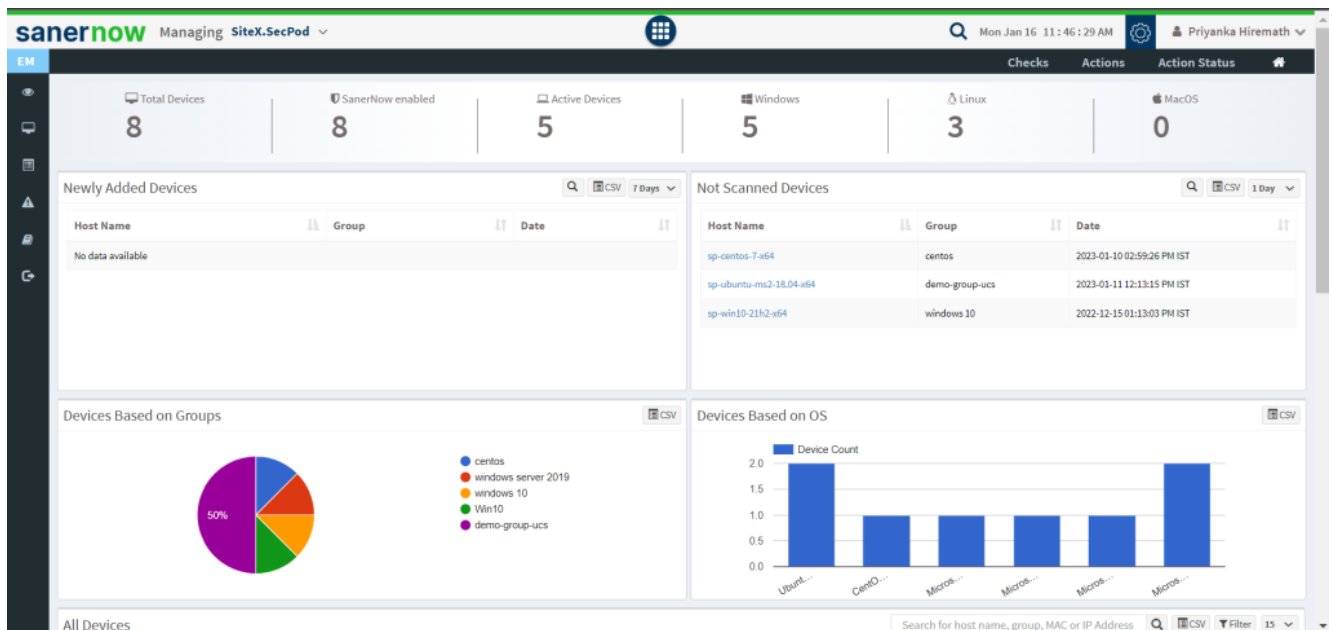 sanernow Managing SiteX.SecPod Mon Jan 16 11:46:29 AM Priyanka Hiremath
EM Checks Actions Action Status
Total Devices SanerNow enabled Active Devices Windows Linux MacOS
8 8 5 5 3 0
Newly Added Devices CSV 7 Days
Host Name Group Date
No data available
Not Scanned Devices CSV 1 Day
Host Name Group Date
sp-centos-7-x64 centos 2023-01-10 02:59:26 PM IST
sp-ubuntu-ms2-18.04-x64 demo-group-ucs 2023-01-11 12:13:15 PM IST
sp-win10-21h2-x64 windows 10 2022-12-15 01:13:03 PM IST
Devices Based on Groups CSV
50%
centos
windows server 2019
windows 10
Win10
demo-group-ucs
Devices Based on OS CSV
Device Count
2.0
1.5
1.0
0.5
0.0
Ubunt... CentO... Micros... Micros... Micros... Micros...
All Devices Search for host name, group, MAC or IP Address CSV Filter 15